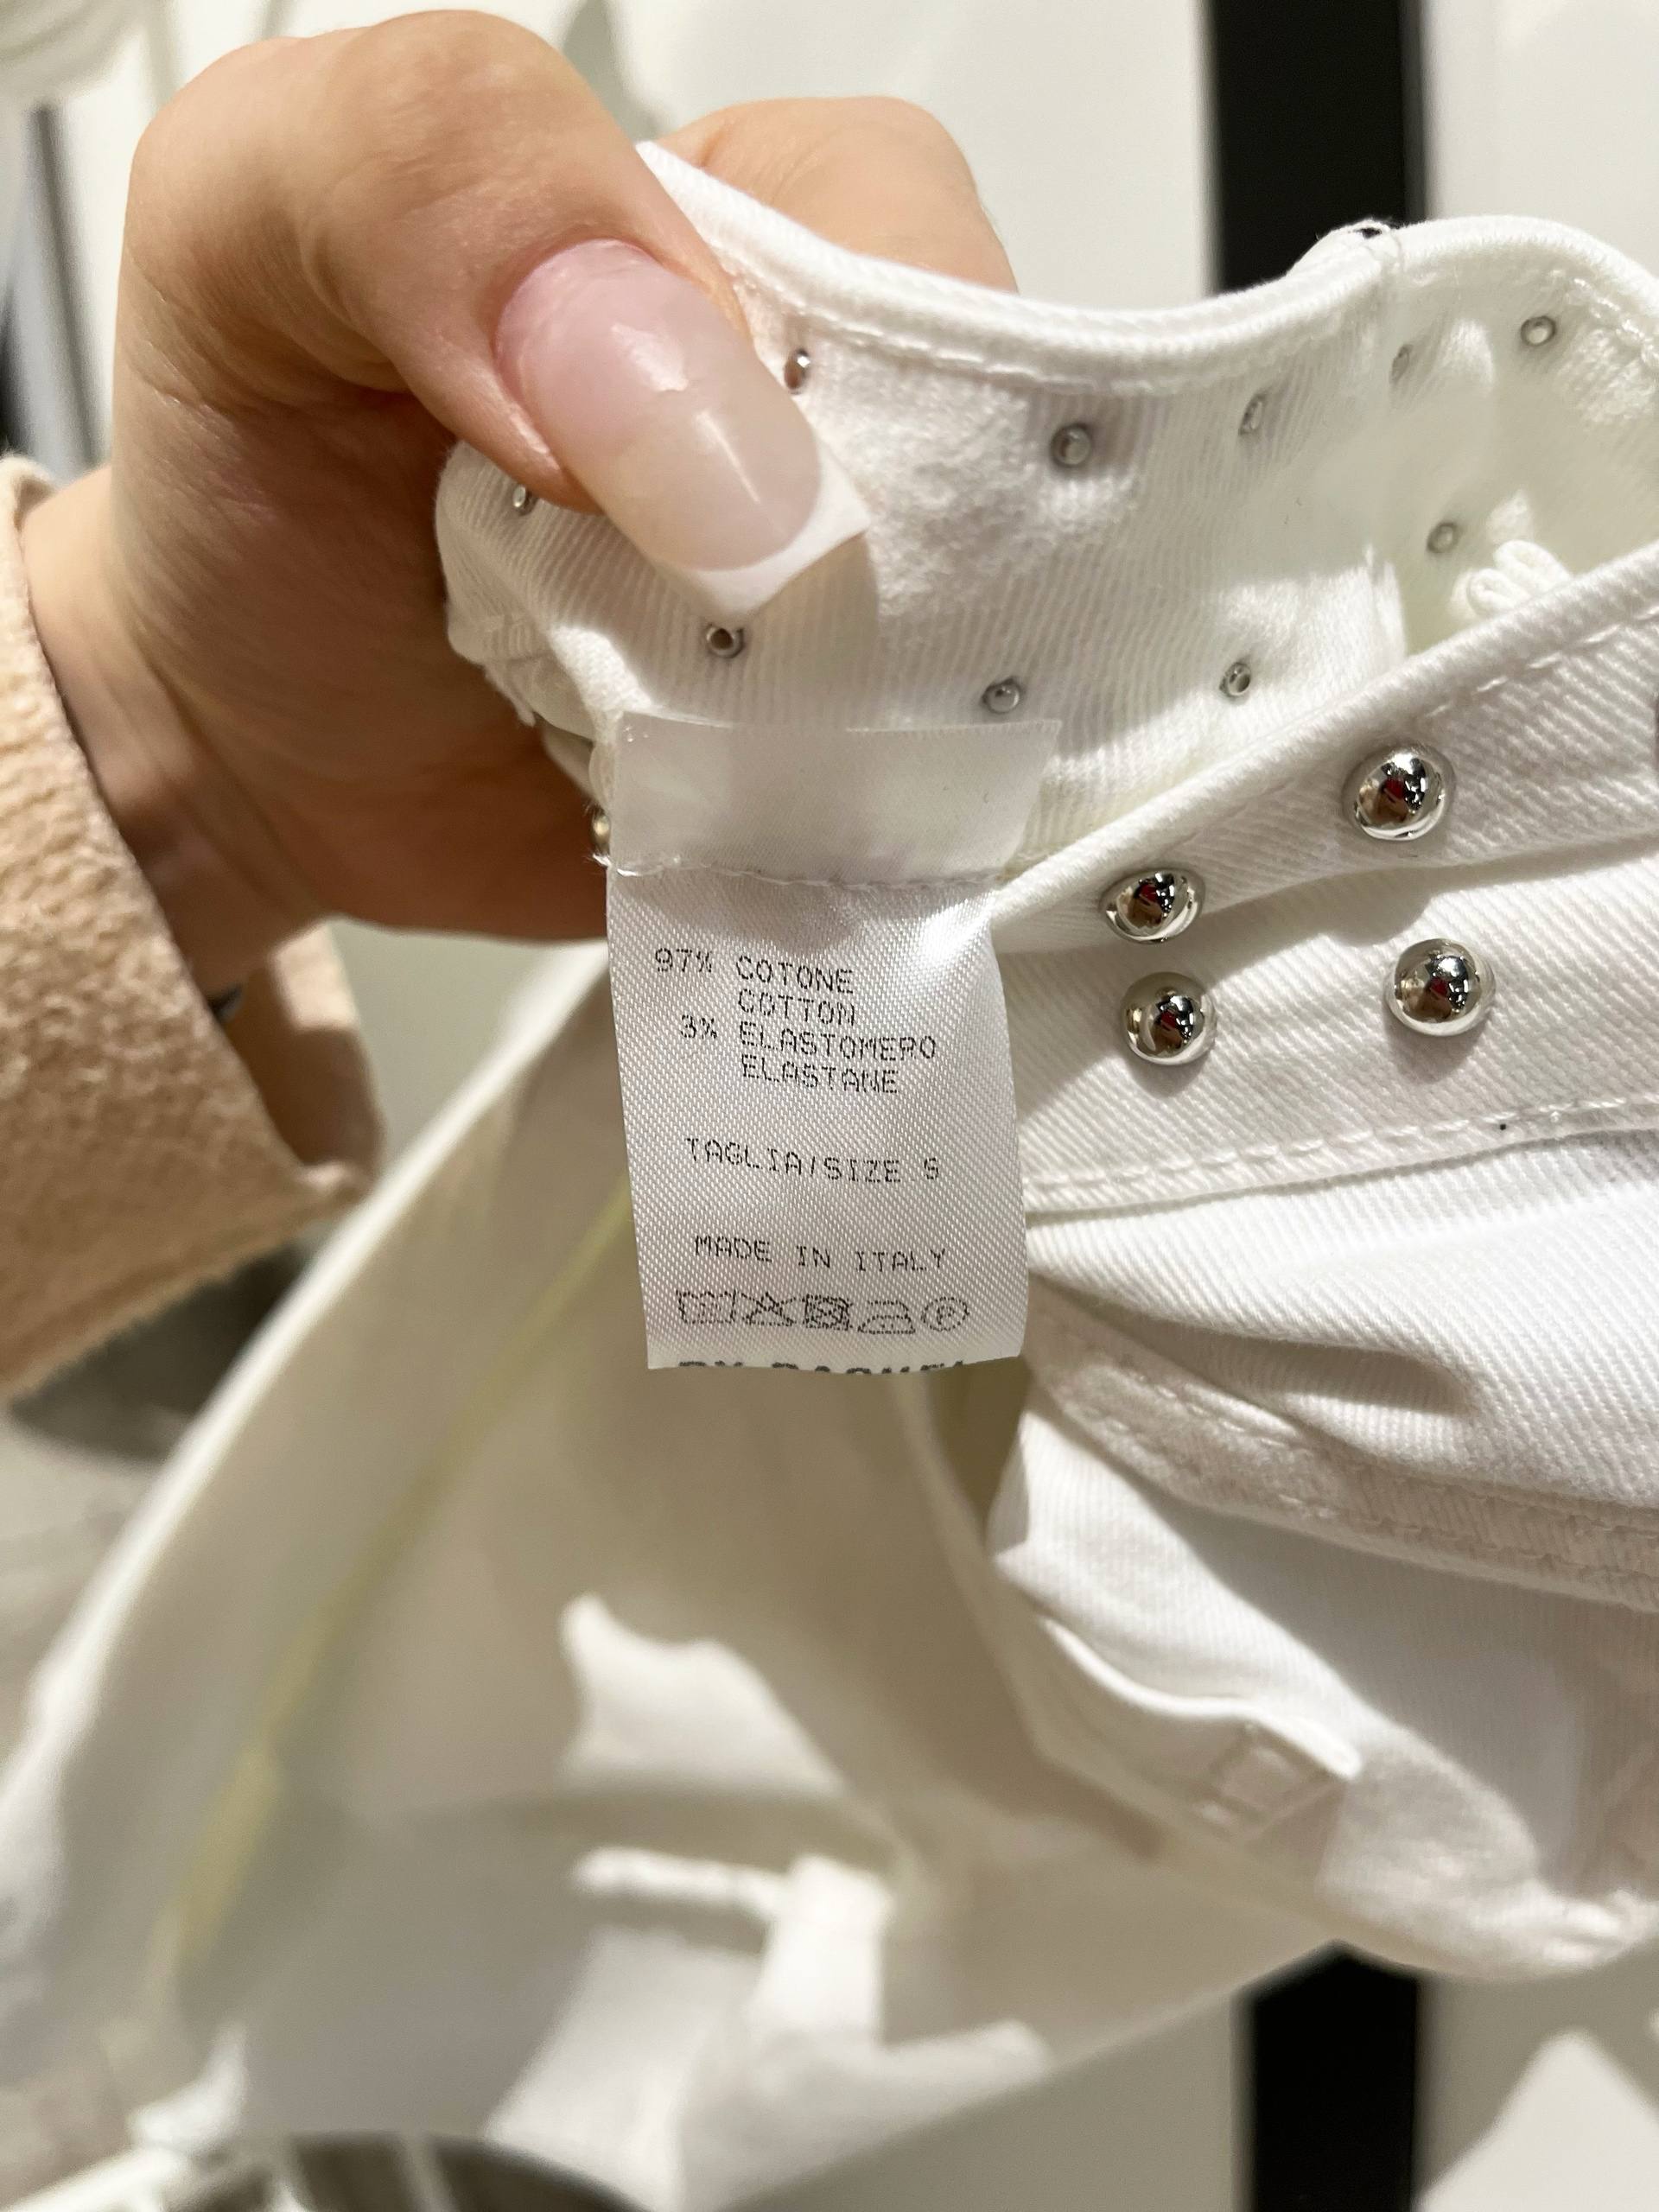 97% COTONE
COTTON
3% ELASTOMERO
ELASTANE
TAGLIA/SIZE S
MADE IN ITALY